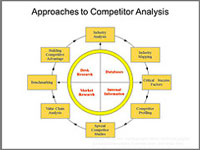 Approaches to Competitor Analysis
Industry
Analysis
Industry
Mapping
Critical Success
Factors
Competitor
Profiling
Special
Competitor
Studies
Value Chain
Analysis
Benchmarking
Building
Competitive
Advantage
Desk
Research
Databases
Market
Research
Internal
Information